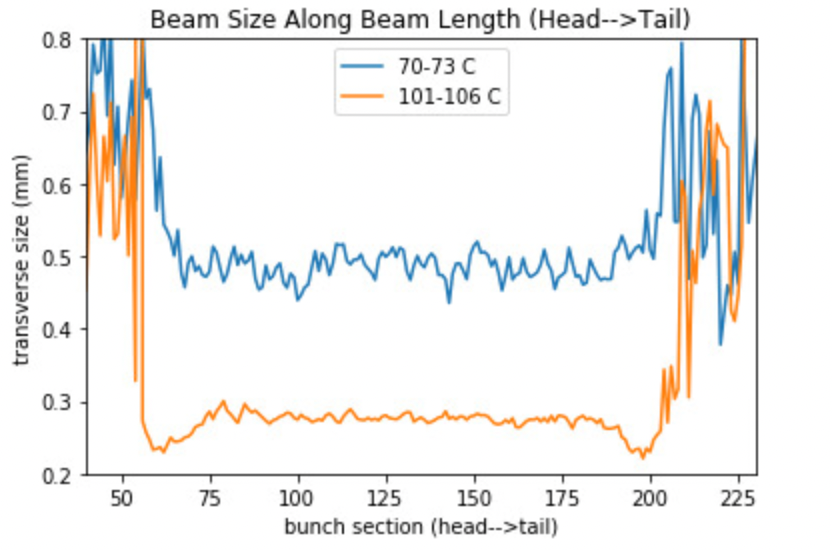 Beam Size Along Beam Length (Head-->Tail)
70-73 C
101-106 C
transverse size (mm)
0.8
0.7
0.6
0.5
0.4
0.3
0.2
50 75 100 125 150 175 200 225
bunch section (head-->tail)